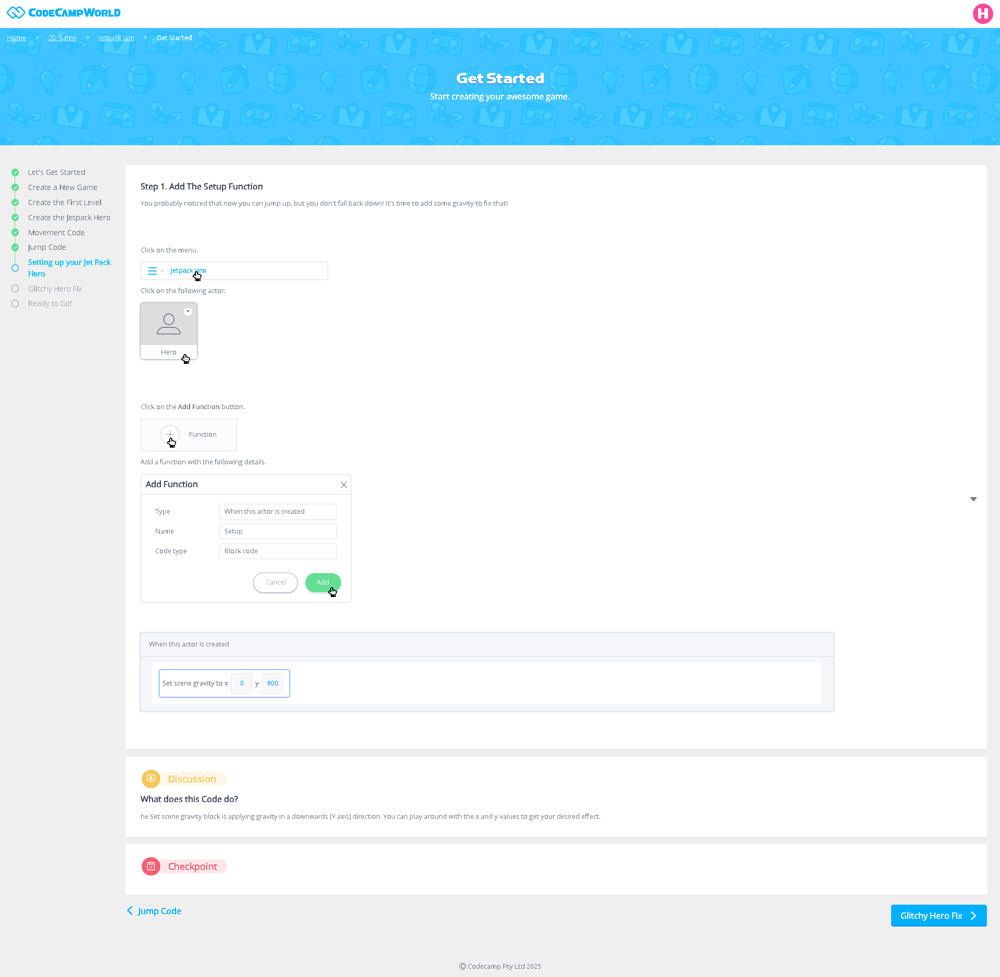 CodeCampWorld
H
Home > 2D Game > Jetpack Jam > Get Started
Get Started
Start creating your awesome game.
Let's Get Started
Create a New Game
Create the First Level
Create the Jetpack Hero
Movement Code
Jump Code
Setting up your Jet Pack
Hero
Glitchy Hero Fix
Ready to Go!
Step 1. Add The Setup Function
You probably noticed that now you can jump up, but you don't fall back down! It's time to add some gravity to fix that!
Click on the menu.
Jetpack Jam
Click on the following actor:
Hero
Click on the Add Function button.
Function
Add a function with the following details.
Add Function
Type When this actor is created
Name Setup
Code type Block code
Cancel Add
When this actor is created
Set scene gravity to x 0 y 800
Discussion
What does this Code do?
he Set scene gravity block is applying gravity in a downwards (Y axis) direction. You can play around with the x and y values to get your desired effect.
Checkpoint
Jump Code
Glitchy Hero Fix
© Codecamp Pty Ltd 2025